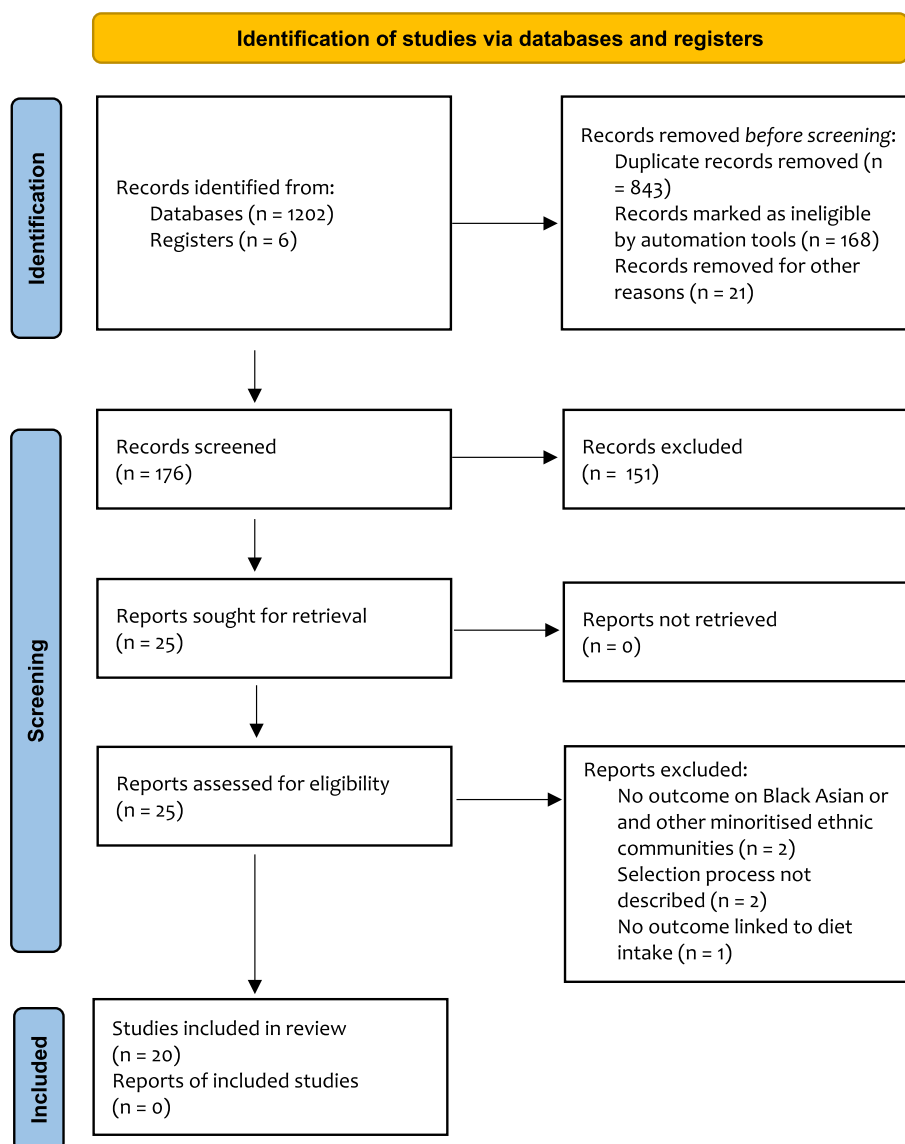 Identification of studies via databases and registers
Identification
Records identified from:
Databases (n = 1202)
Registers (n = 6)
Records removed before screening:
Duplicate records removed (n
= 843)
Records marked as ineligible
by automation tools (n = 168)
Records removed for other
reasons (n = 21)
Screening
Records screened
(n = 176)
Records excluded
(n = 151)
Reports sought for retrieval
(n = 25)
Reports not retrieved
(n = 0)
Reports assessed for eligibility
(n = 25)
Reports excluded:
No outcome on Black Asian or
and other minoritised ethnic
communities (n = 2)
Selection process not
described (n = 2)
No outcome linked to diet
intake (n = 1)
Included
Studies included in review
(n = 20)
Reports of included studies
(n = 0)